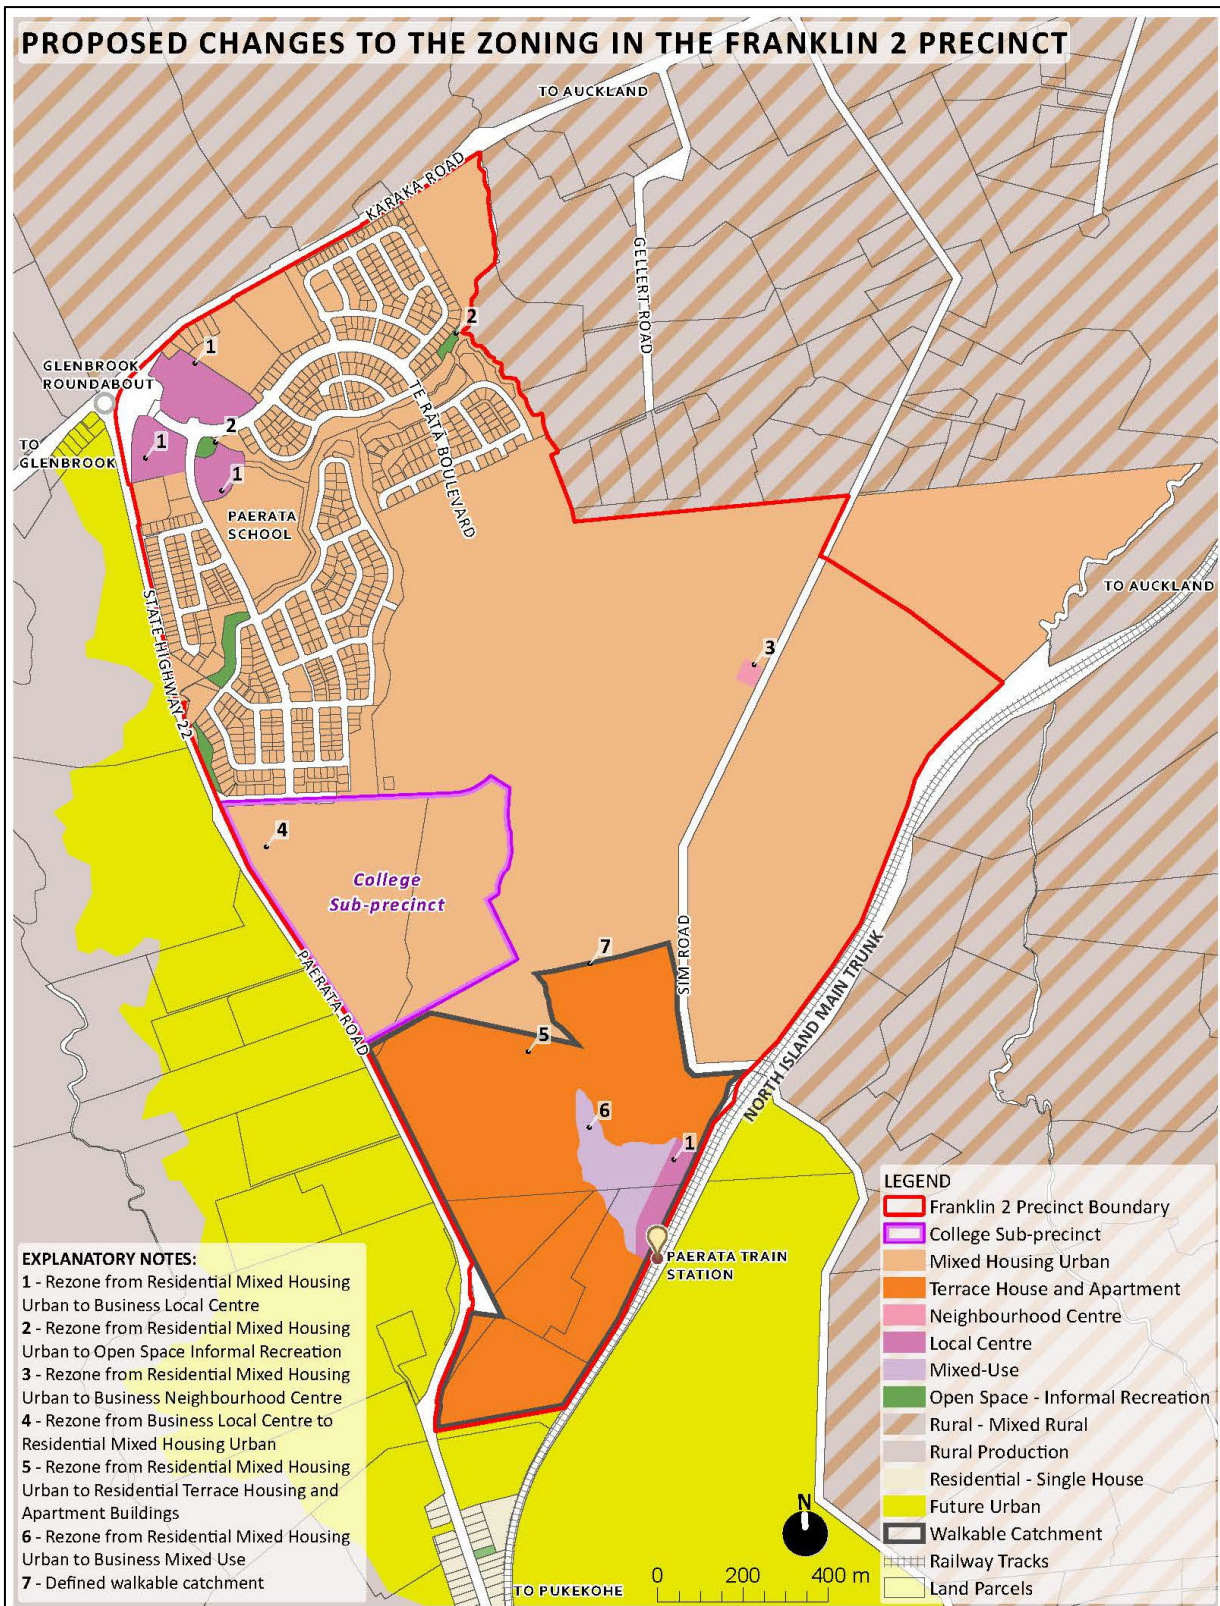 PROPOSED CHANGES TO THE ZONING IN THE FRANKLIN 2 PRECINCT
TO AUCKLAND
KARAKA ROAD
GELLERT ROAD
2
1
GLENBROOK
ROUNDABOUT
TE RĀTĀ BOULEVARD
2
TO
GLENBROOK
1
1
PAERATA
SCHOOL
TO AUCKLAND
STATE HIGHWAY 22
3
4
College
Sub-precinct
PAERATA ROAD
7
SIM ROAD
NORTH ISLAND MAIN TRUNK
5
6
1
PAERATA TRAIN
STATION
EXPLANATORY NOTES:
1 - Rezone from Residential Mixed Housing
Urban to Business Local Centre
2 - Rezone from Residential Mixed Housing
Urban to Open Space Informal Recreation
3 - Rezone from Residential Mixed Housing
Urban to Business Neighbourhood Centre
4 - Rezone from Business Local Centre to
Residential Mixed Housing Urban
5 - Rezone from Residential Mixed Housing
Urban to Residential Terrace Housing and
Apartment Buildings
6 - Rezone from Residential Mixed Housing
Urban to Business Mixed Use
7 - Defined walkable catchment
LEGEND
Franklin 2 Precinct Boundary
College Sub-precinct
Mixed Housing Urban
Terrace House and Apartment
Neighbourhood Centre
Local Centre
Mixed-Use
Open Space - Informal Recreation
Rural - Mixed Rural
Rural Production
Residential - Single House
Future Urban
Walkable Catchment
Railway Tracks
Land Parcels
N
0 200 400 m
TO PUKEKOHE